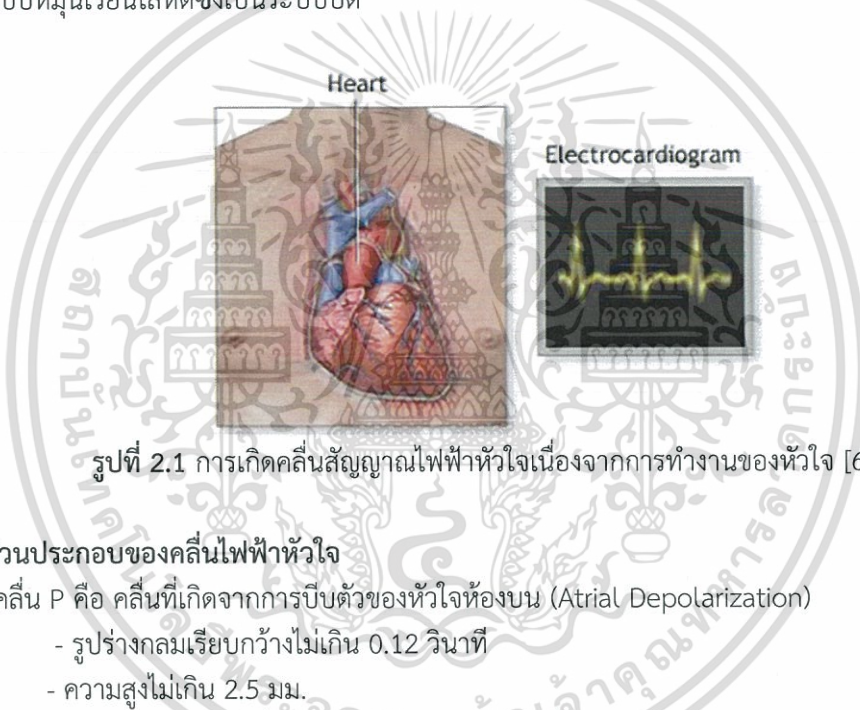 Heart
Electrocardiogram
รูปที่ 2.1 การเกิดคลื่นสัญญาณไฟฟ้าหัวใจเนื่องจากการทำงานของหัวใจ [6
วนประกอบของคลื่นไฟฟ้าหัวใจ
คลื่น P คือ คลื่นที่เกิดจากการบีบตัวของหัวใจห้องบน (Atrial Depolarization)
- รูปร่างกลมเรียบกว้างไม่เกิน 0.12 วินาที
- ความสูงไม่เกิน 2.5 มม.